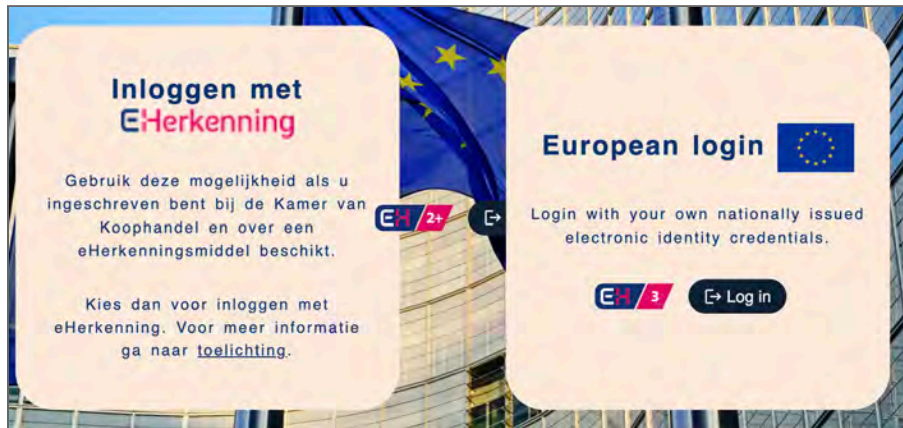 Inloggen met
eHerkenning
Gebruik deze mogelijkheid als u
ingeschreven bent bij de Kamer van
Koophandel en over een
eHerkenningsmiddel beschikt.
Kies dan voor inloggen met
eHerkenning. Voor meer informatie
ga naar toelichting.
EH 2+
European login
Login with your own nationally issued
electronic identity credentials.
EH 3 Log in